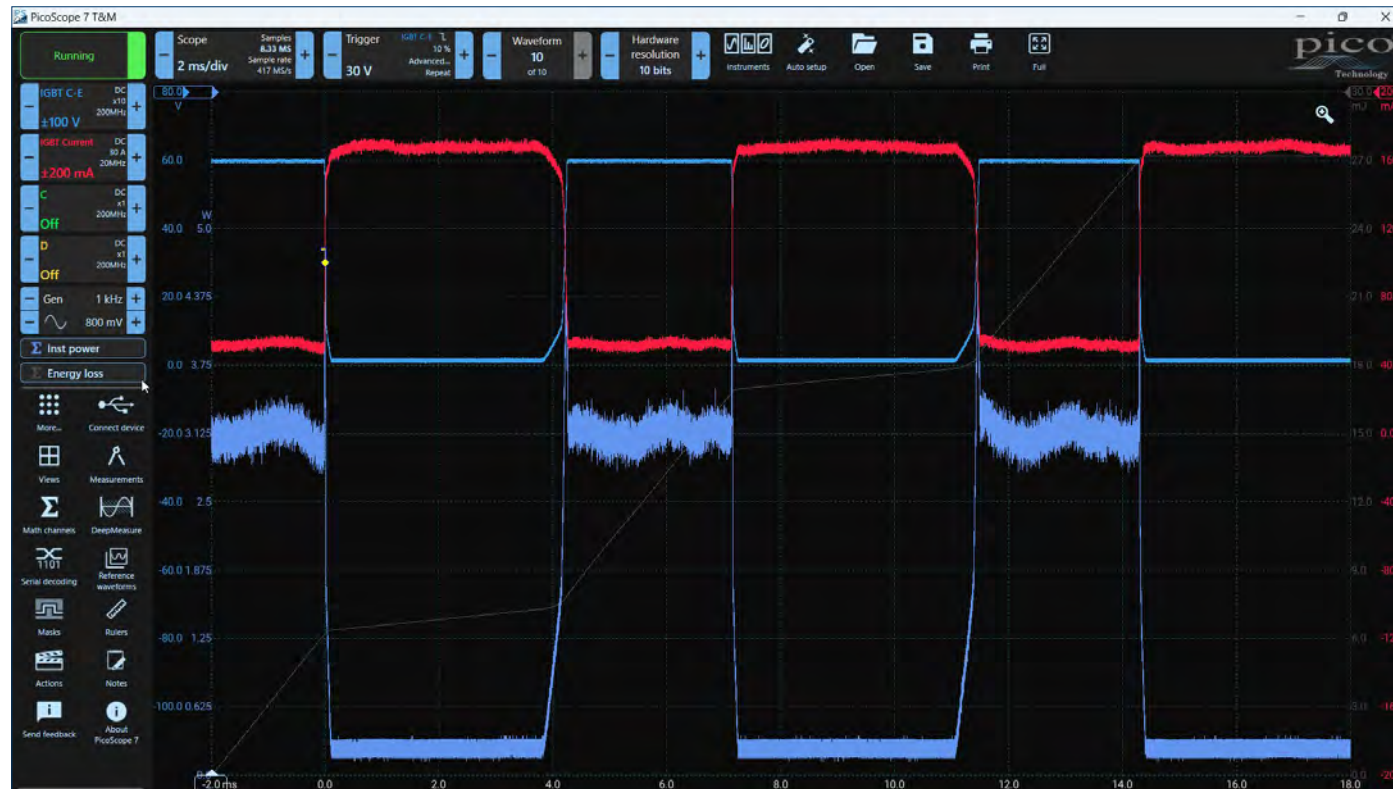 PicoScope 7 T&M
Running
Scope
Samples
8.33 MS
Sample rate
417 MS/s
2 ms/div
Trigger
IGBT C-E
10 %
Advanced...
Repeat
30 V
Waveform
10
of 10
Hardware
resolution
10 bits
Instruments
Auto setup
Open
Save
Print
Full
pico
Technology
IGBT C-E
DC
x10
200MHz
±100 V
IGBT Current
DC
80 A
20MHz
±200 mA
C
DC
x1
200MHz
Off
D
DC
x1
200MHz
Off
Gen
1 kHz
800 mV
Σ Inst power
Σ Energy loss
More...
Connect device
Views
Measurements
Math channels
DeepMeasure
Serial decoding
Reference
waveforms
Masks
Rulers
Actions
Notes
Send feedback
About
PicoScope 7
80.0
V
60.0
W
40.0 5.0
20.0 4.375
0.0 3.75
-20.0 3.125
-40.0 2.5
-60.0 1.875
-80.0 1.25
-100.0 0.625
30.0
mJ
27.0
24.0
21.0
18.0
15.0
12.0
9.0
6.0
3.0
-2.0 ms
0.0
2.0
4.0
6.0
8.0
10.0
12.0
14.0
16.0
18.0